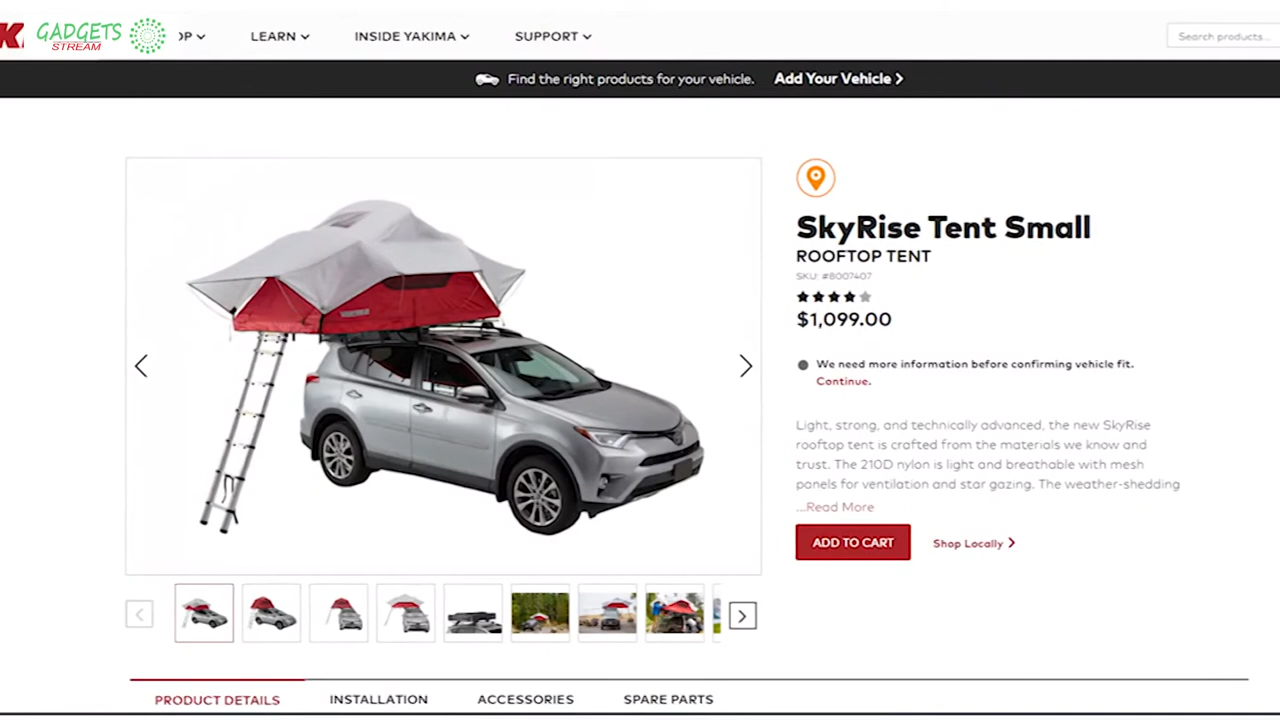 K GADGETS
STREAM
OP
LEARN
INSIDE YAKIMA
SUPPORT
Search products...
Find the right products for your vehicle. Add Your Vehicle
SkyRise Tent Small
ROOFTOP TENT
SKU: #8007407
$1,099.00
We need more information before confirming vehicle fit.
Continue.
Light, strong, and technically advanced, the new SkyRise
rooftop tent is crafted from the materials we know and
trust. The 210D nylon is light and breathable with mesh
panels for ventilation and star gazing. The weather-shedding
...Read More
ADD TO CART
Shop Locally
PRODUCT DETAILS
INSTALLATION
ACCESSORIES
SPARE PARTS